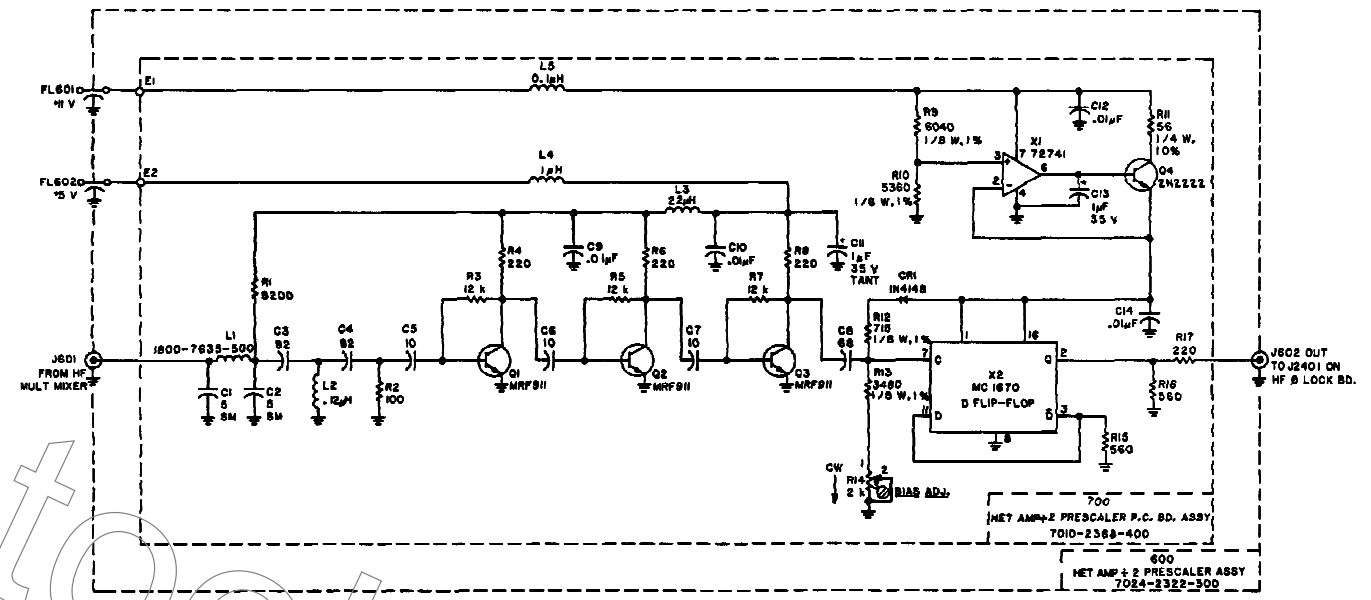 FL601
+11 V
E1
L5
0.1µH
FL602
+5 V
E2
L4
1µH
L3
22µH
R9
6040
1/8 W, 1%
R10
5360
1/8 W, 1%
X1
72741
3
2
7
4
6
+
-
C12
.01µF
R11
56
1/4 W,
10%
Q4
2N2222
C13
1µF
35 V
R1
8200
R4
220
C9
.01µF
R6
220
C10
.01µF
R8
220
C11
1µF
35 V
TANT
R3
12 k
R5
12 k
R7
12 k
CR1
1N4148
C14
.01µF
J601
FROM HF
MULT MIXER
L1
1800-7635-500
C1
5
SM
C2
8
SM
C3
82
L2
.12µH
C4
82
R2
100
C5
10
Q1
MRF911
C6
10
Q2
MRF911
C7
10
Q3
MRF911
C8
68
R12
715
1/8 W, 1%
R13
3480
1/8 W, 1%
CW
R14
2 k
1
2
BIAS ADJ.
1
16
7
C
Q
2
X2
MC 1670
D FLIP-FLOP
11
D
3
8
R15
560
R16
560
R17
220
J602 OUT
TO J2401 ON
HF Ø LOCK BD.
700
HET AMP÷2 PRESCALER P.C. BD. ASSY
7010-2368-400
600
HET AMP ÷ 2 PRESCALER ASSY
7024-2322-500